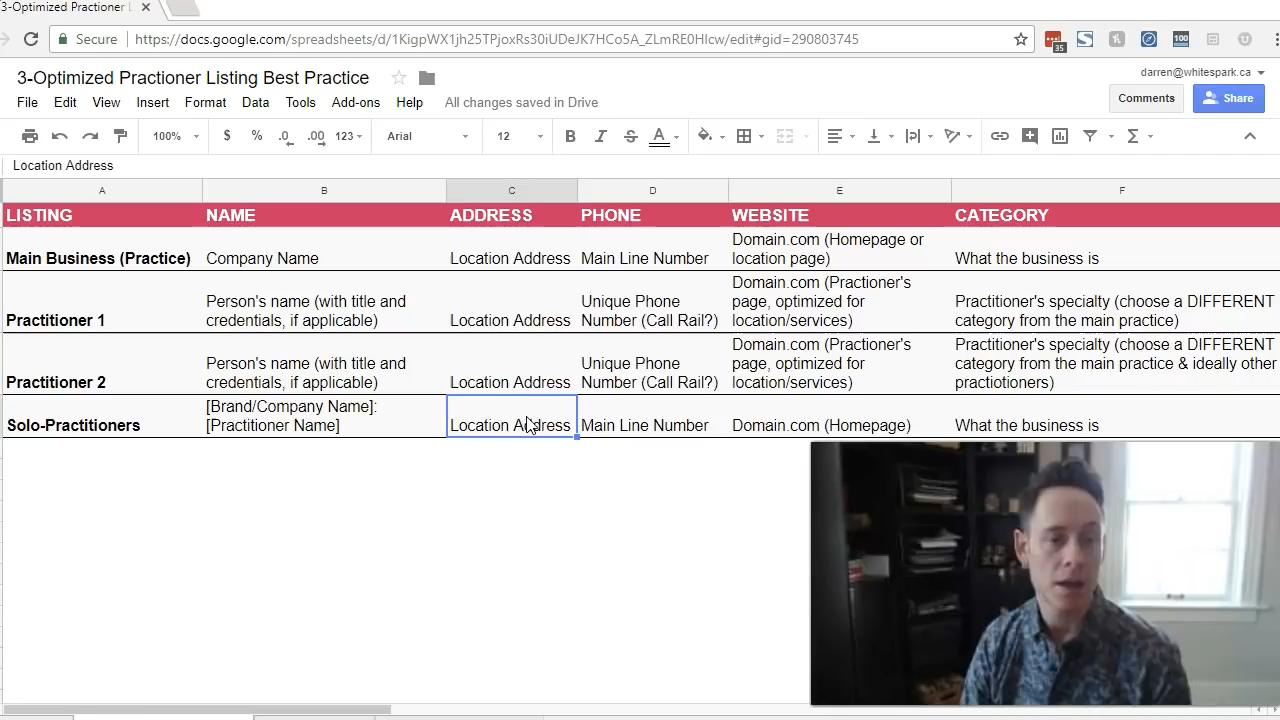 3-Optimized Practioner L
Secure https://docs.google.com/spreadsheets/d/1KigpWX1jh25TPjoxRs30iUDeJK7HCo5A_ZLmRE0HIcw/edit#gid=290803745
35
100
3-Optimized Practioner Listing Best Practice
darren@whitespark.ca
File Edit View Insert Format Data Tools Add-ons Help All changes saved in Drive
Comments Share
100% $ % .0 .00 123 Arial 12 B I S A
Location Address
A B C D E F
LISTING NAME ADDRESS PHONE WEBSITE CATEGORY
Domain.com (Homepage or
Main Business (Practice) Company Name Location Address Main Line Number location page) What the business is
Domain.com (Practioner's
Person's name (with title and Unique Phone page, optimized for Practitioner's specialty (choose a DIFFERENT
Practitioner 1 credentials, if applicable) Location Address Number (Call Rail?) location/services) category from the main practice)
Domain.com (Practioner's Practitioner's specialty (choose a DIFFERENT
Person's name (with title and Unique Phone page, optimized for category from the main practice & ideally other
Practitioner 2 credentials, if applicable) Location Address Number (Call Rail?) location/services) practiotioners)
[Brand/Company Name]:
Solo-Practitioners [Practitioner Name] Location Address Main Line Number Domain.com (Homepage) What the business is